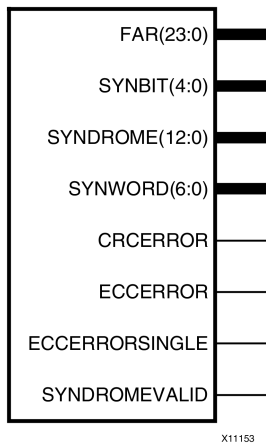 FAR(23:0)
SYNBIT(4:0)
SYNDROME(12:0)
SYNWORD(6:0)
CRCERROR
ECCERROR
ECCERRORSINGLE
SYNDROMEVALID
X11153